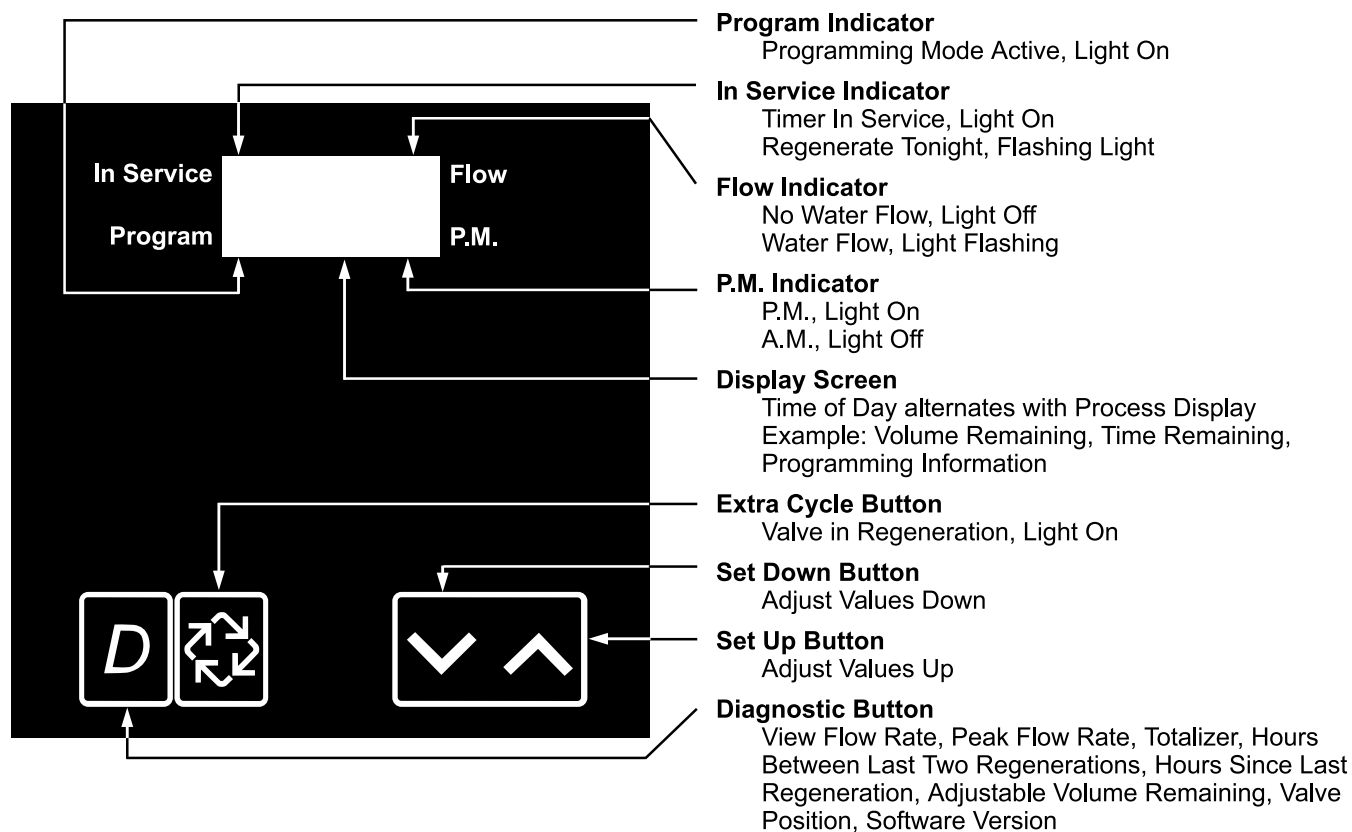 Program Indicator
Programming Mode Active, Light On
In Service Indicator
Timer In Service, Light On
Regenerate Tonight, Flashing Light
Flow Indicator
No Water Flow, Light Off
Water Flow, Light Flashing
P.M. Indicator
P.M., Light On
A.M., Light Off
Display Screen
Time of Day alternates with Process Display
Example: Volume Remaining, Time Remaining,
Programming Information
Extra Cycle Button
Valve in Regeneration, Light On
Set Down Button
Adjust Values Down
Set Up Button
Adjust Values Up
Diagnostic Button
View Flow Rate, Peak Flow Rate, Totalizer, Hours
Between Last Two Regenerations, Hours Since Last
Regeneration, Adjustable Volume Remaining, Valve
Position, Software Version
In Service
Flow
Program
P.M.
D